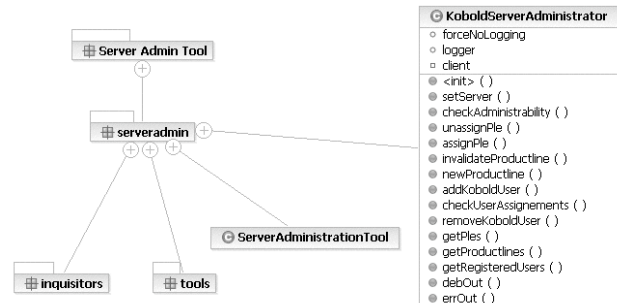 KoboldServerAdministrator
forceNoLogging
logger
client
<init> ( )
setServer ( )
checkAdministrability ( )
unassignPle ( )
assignPle ( )
invalidateProductline ( )
newProductline ( )
addKoboldUser ( )
checkUserAssignements ( )
removeKoboldUser ( )
getPles ( )
getProductlines ( )
getRegisteredUsers ( )
debOut ( )
errOut ( )
Server Admin Tool
serveradmin
ServerAdministrationTool
inquisitors
tools